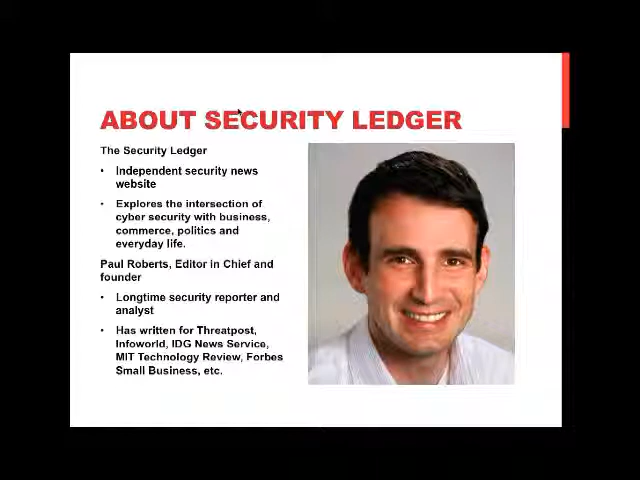 ABOUT SECURITY LEDGER
The Security Ledger
• Independent security news
website
• Explores the intersection of
cyber security with business,
commerce, politics and
everyday life.
Paul Roberts, Editor in Chief and
founder
• Longtime security reporter and
analyst
• Has written for Threatpost,
Infoworld, IDG News Service,
MIT Technology Review, Forbes
Small Business, etc.